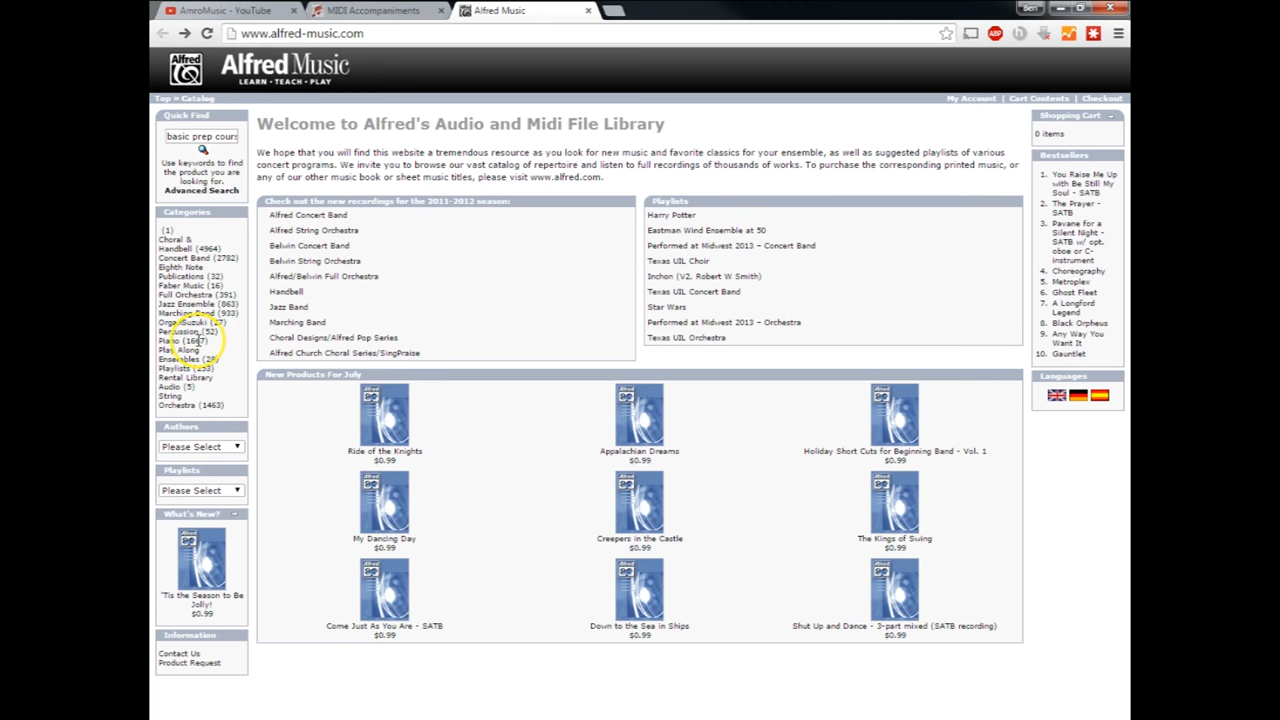 AmroMusic - YouTube
MIDI Accompaniments
Alfred Music
Ben
www.alfred-music.com
ABP
Alfred
Alfred Music
LEARN • TEACH • PLAY
Top » Catalog
My Account | Cart Contents | Checkout
Quick Find
basic prep cours
Use keywords to find
the product you are
looking for.
Advanced Search
Categories
(1)
Choral &
Handbell (4964)
Concert Band (2782)
Eighth Note
Publications (32)
Faber Music (16)
Full Orchestra (391)
Jazz Ensemble (863)
Marching Band (933)
Organ/Suzuki (27)
Percussion (52)
Piano (1667)
Play Along
Ensembles (28)
Playlists (253)
Rental Library
Audio (5)
String
Orchestra (1463)
Authors
Please Select
Playlists
Please Select
What's New?
'Tis the Season to Be
Jolly!
$0.99
Information
Contact Us
Product Request
Welcome to Alfred's Audio and Midi File Library
We hope that you will find this website a tremendous resource as you look for new music and favorite classics for your ensemble, as well as suggested playlists of various
concert programs. We invite you to browse our vast catalog of repertoire and listen to full recordings of thousands of works. To purchase the corresponding printed music, or
any of our other music book or sheet music titles, please visit www.alfred.com.
Check out the new recordings for the 2011-2012 season:
Alfred Concert Band
Alfred String Orchestra
Belwin Concert Band
Belwin String Orchestra
Alfred/Belwin Full Orchestra
Handbell
Jazz Band
Marching Band
Choral Designs/Alfred Pop Series
Alfred Church Choral Series/SingPraise
Playlists
Harry Potter
Eastman Wind Ensemble at 50
Performed at Midwest 2013 – Concert Band
Texas UIL Choir
Inchon (V2, Robert W Smith)
Texas UIL Concert Band
Star Wars
Performed at Midwest 2013 – Orchestra
Texas UIL Orchestra
New Products For July
Ride of the Knights
$0.99
Appalachian Dreams
$0.99
Holiday Short Cuts for Beginning Band - Vol. 1
$0.99
My Dancing Day
$0.99
Creepers in the Castle
$0.99
The Kings of Swing
$0.99
Come Just As You Are - SATB
$0.99
Down to the Sea in Ships
$0.99
Shut Up and Dance - 3-part mixed (SATB recording)
$0.99
Shopping Cart
0 items
Bestsellers
1. You Raise Me Up
with Be Still My
Soul - SATB
2. The Prayer -
SATB
3. Pavane for a
Silent Night -
SATB w/ opt.
oboe or C-
instrument
4. Choreography
5. Metroplex
6. Ghost Fleet
7. A Longford
Legend
8. Black Orpheus
9. Any Way You
Want It
10. Gauntlet
Languages